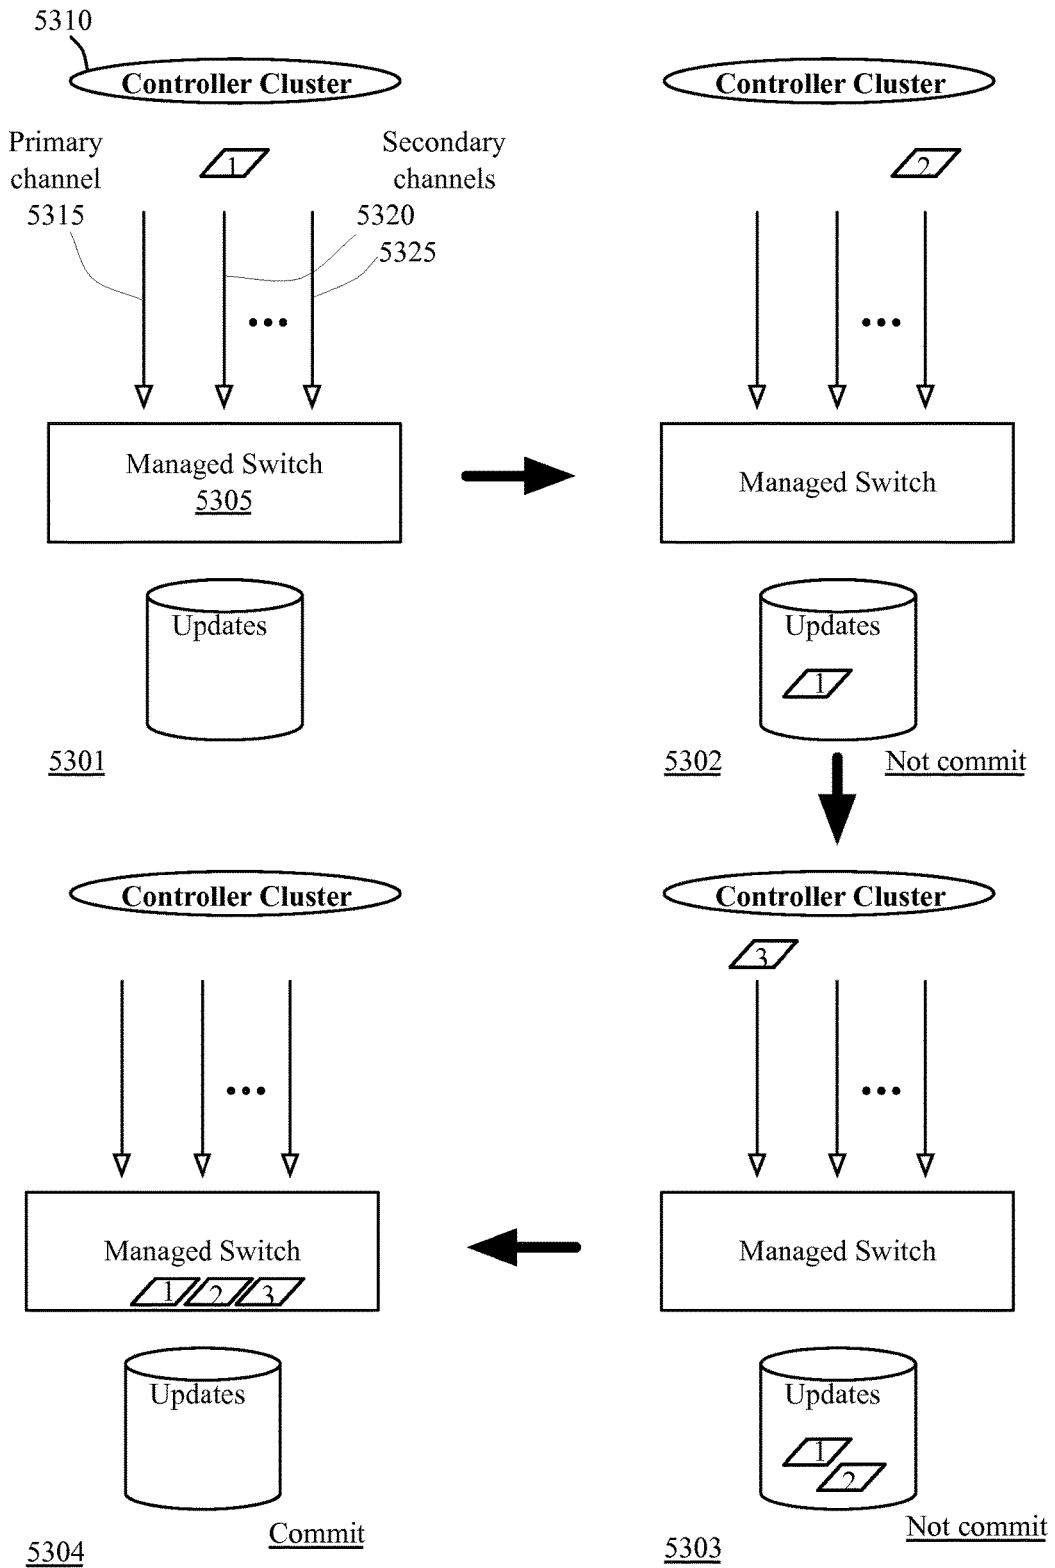 5310
Controller Cluster
Controller Cluster
Primary channel
1
Secondary channels
2
5315
5320
5325
•••
•••
Managed Switch
5305
Managed Switch
Updates
Updates
1
5301
5302
Not commit
Controller Cluster
Controller Cluster
3
•••
•••
Managed Switch
1 2 3
Managed Switch
Updates
Updates
1
2
5304
Commit
5303
Not commit